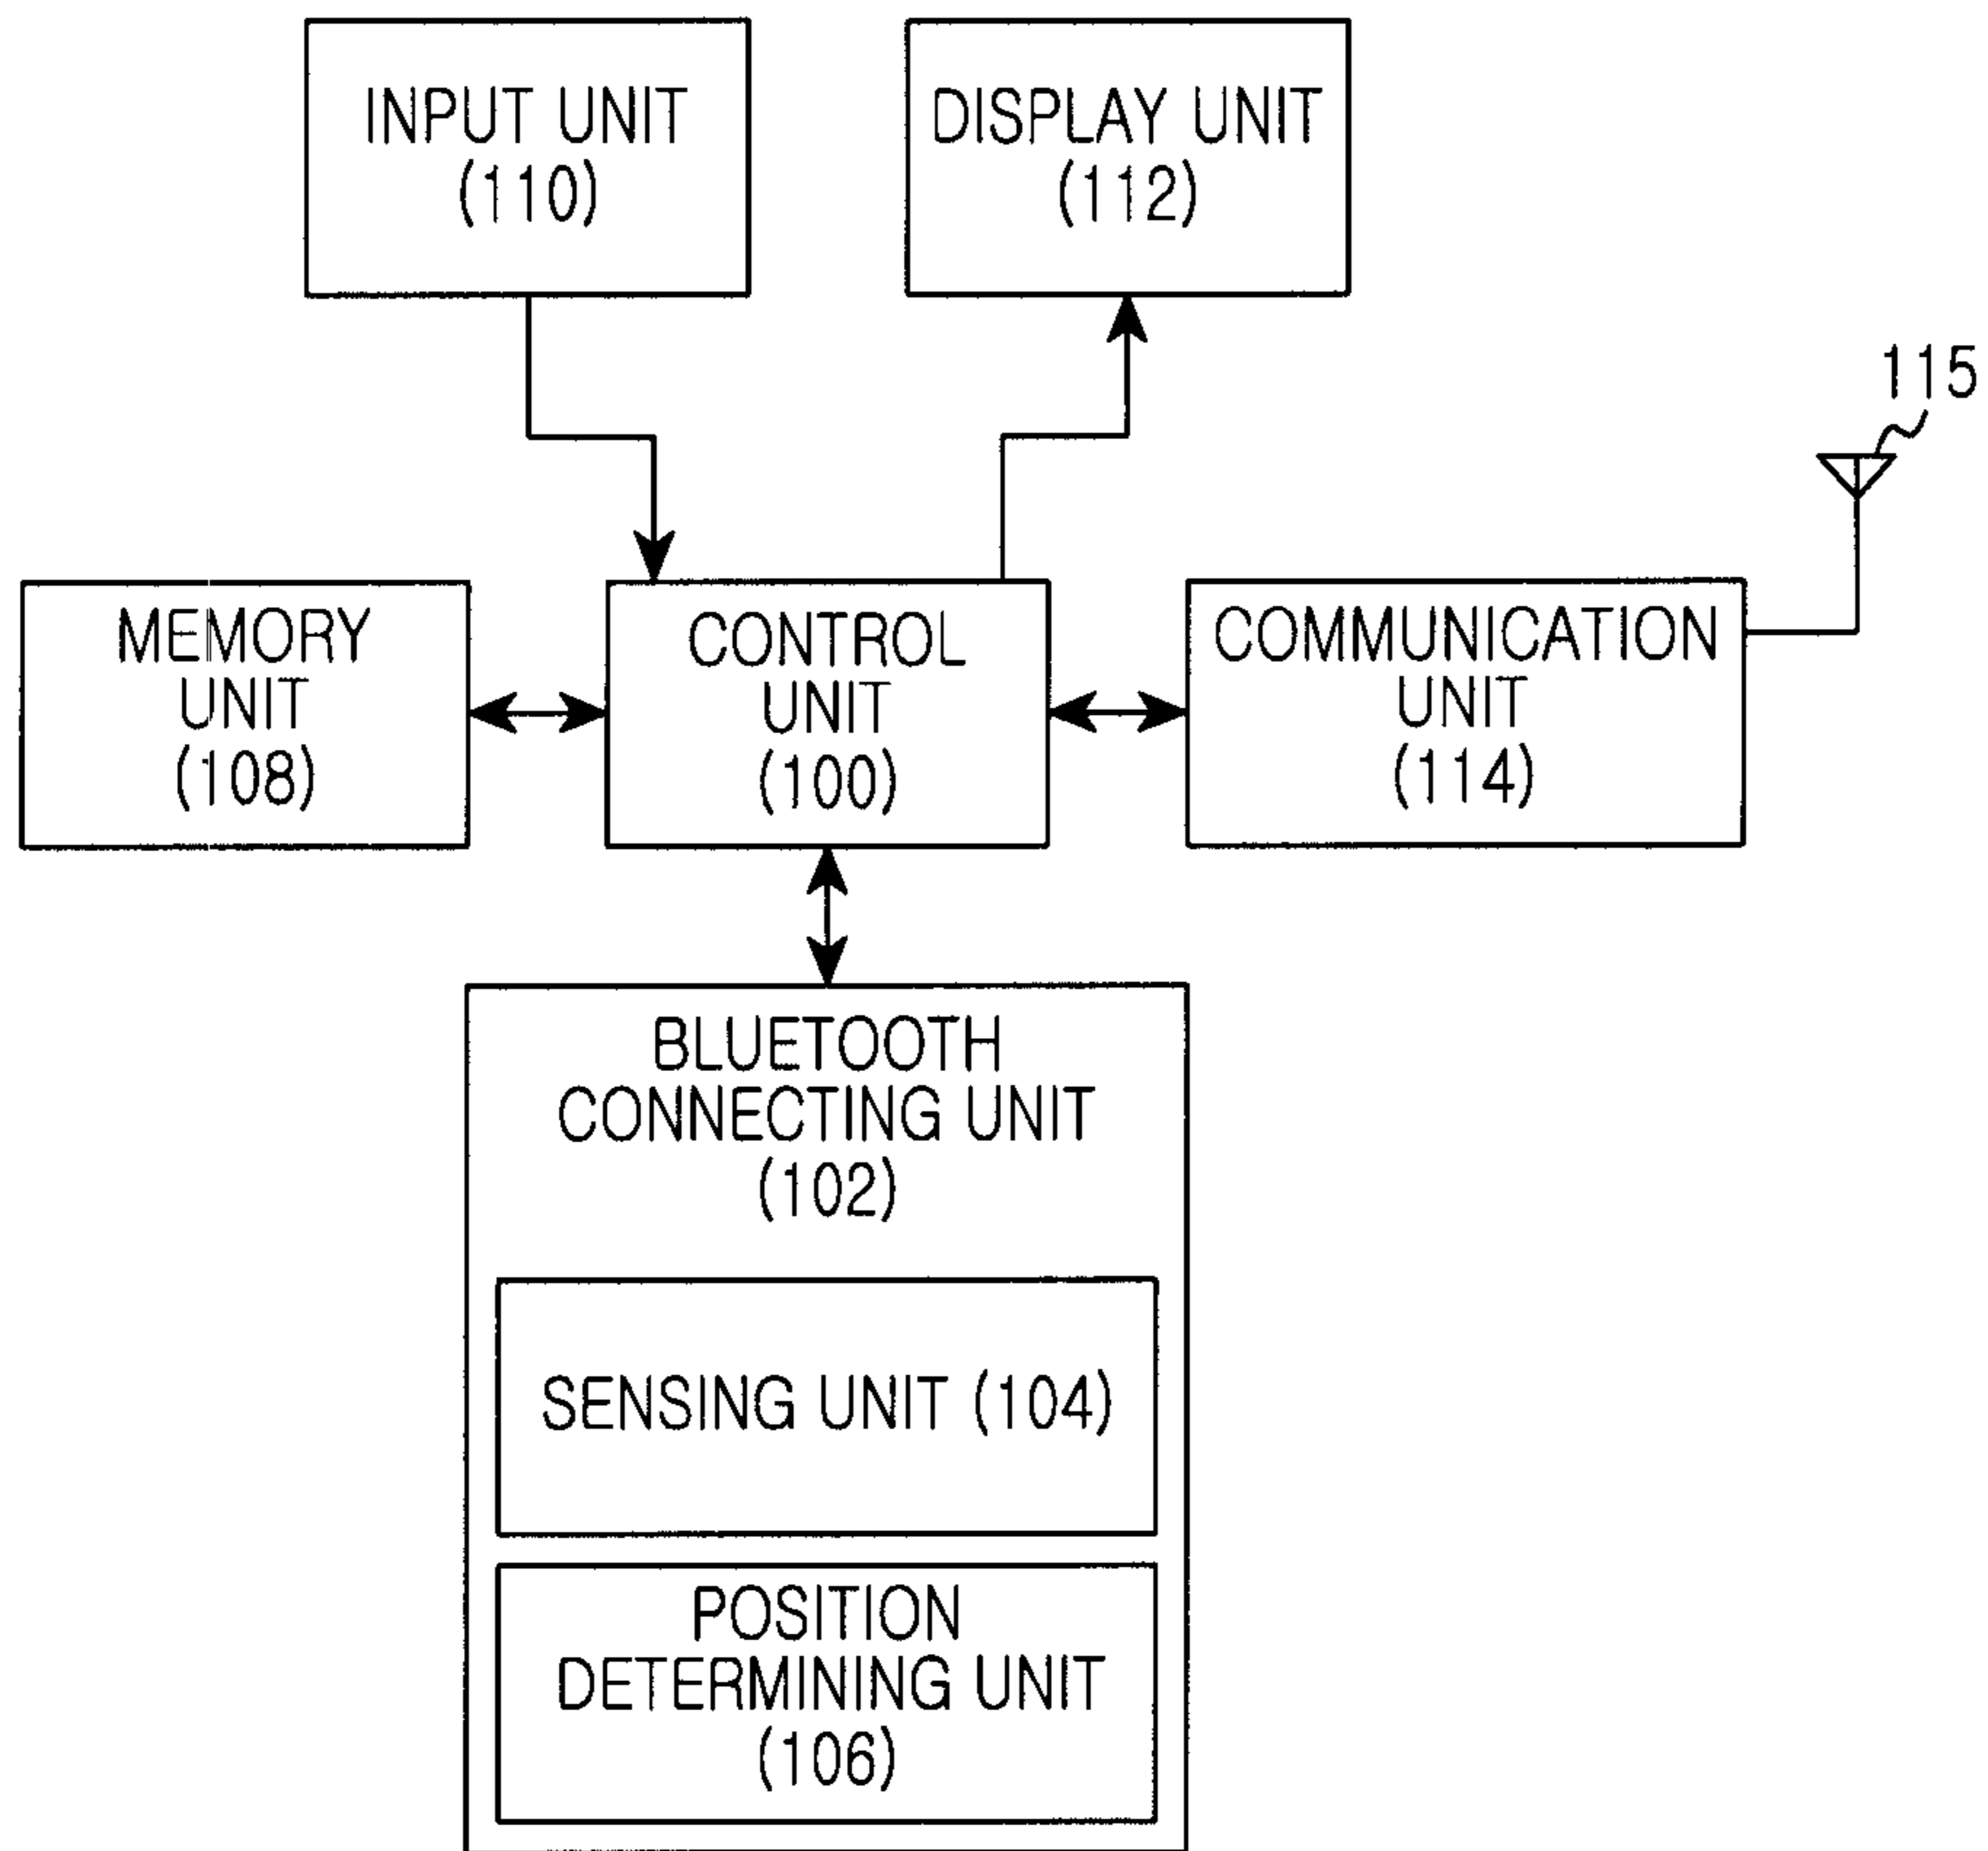 INPUT UNIT
(110)
DISPLAY UNIT
(112)
115
MEMORY
UNIT
(108)
CONTROL
UNIT
(100)
COMMUNICATION
UNIT
(114)
BLUETOOTH
CONNECTING UNIT
(102)
SENSING UNIT (104)
POSITION
DETERMINING UNIT
(106)